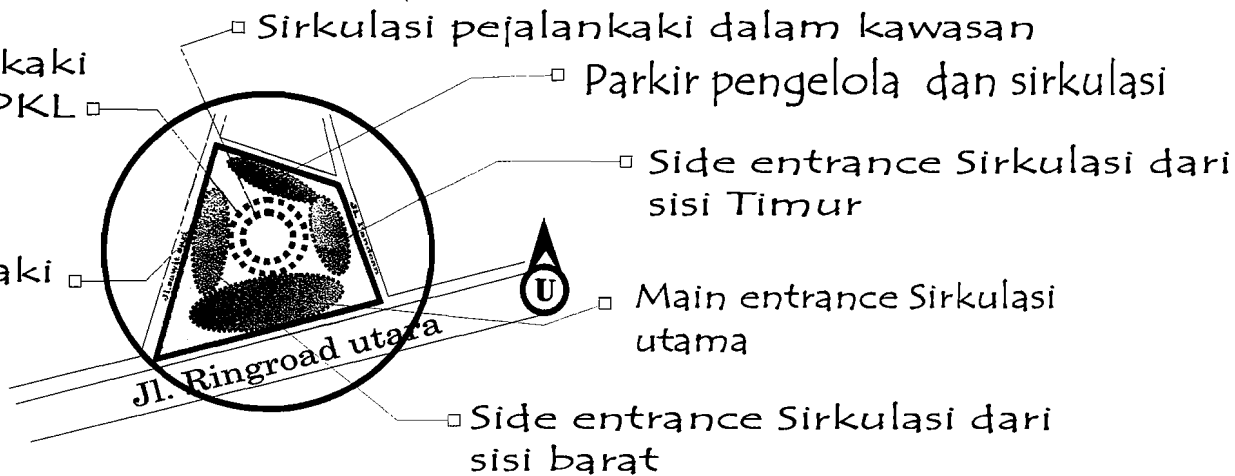 Sirkulasi pejalankaki dalam kawasan
kaki
PKL
Parkir pengelola dan sirkulasi
Side entrance Sirkulasi dari
sisi Timur
aki
U
Main entrance Sirkulasi
utama
Jl. Ringroad utara
Side entrance Sirkulasi dari
sisi barat